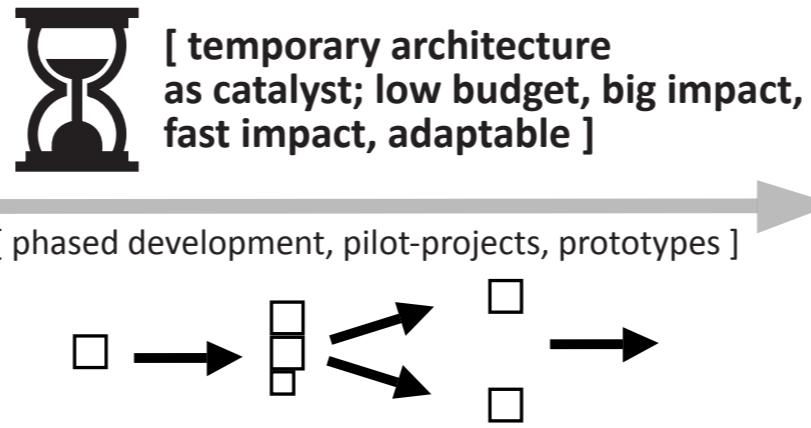 [ temporary architecture
as catalyst; low budget, big impact,
fast impact, adaptable ]
[ phased development, pilot-projects, prototypes ]